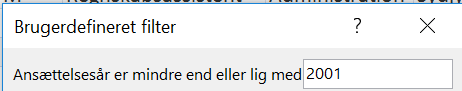 Brugerdefineret filter
?
Ansættelsesår er mindre end eller lig med 2001